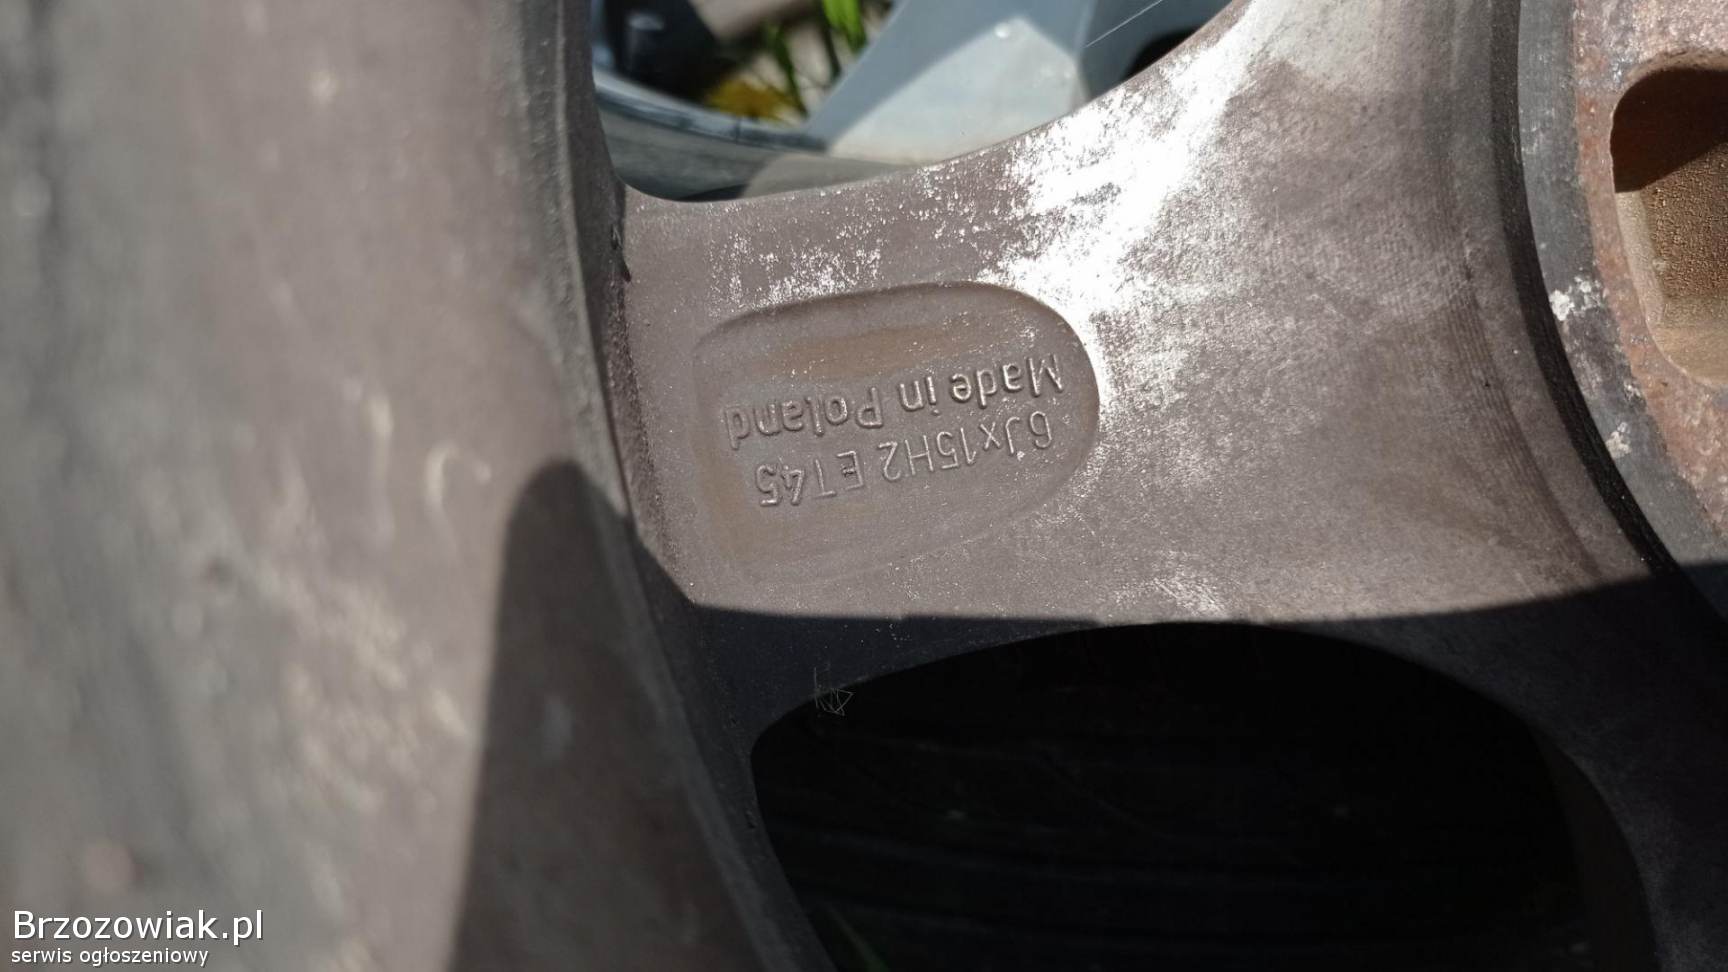 6Jx15H2 ET45
Made in Poland
Brzozowiak.pl
serwis ogłoszeniowy